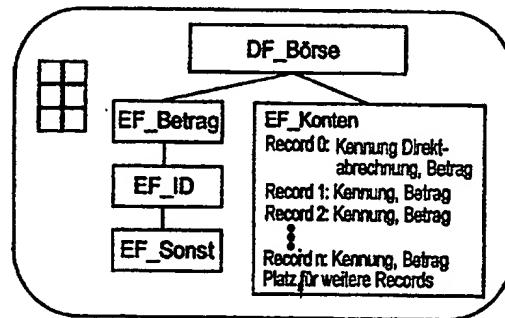 DF_Börse
EF_Betrag
EF_ID
EF_Sonst
EF_Konten
Record 0: Kennung Direkt-
abrechnung, Betrag
Record 1: Kennung, Betrag
Record 2: Kennung, Betrag
Record n: Kennung, Betrag
Platz für weitere Records